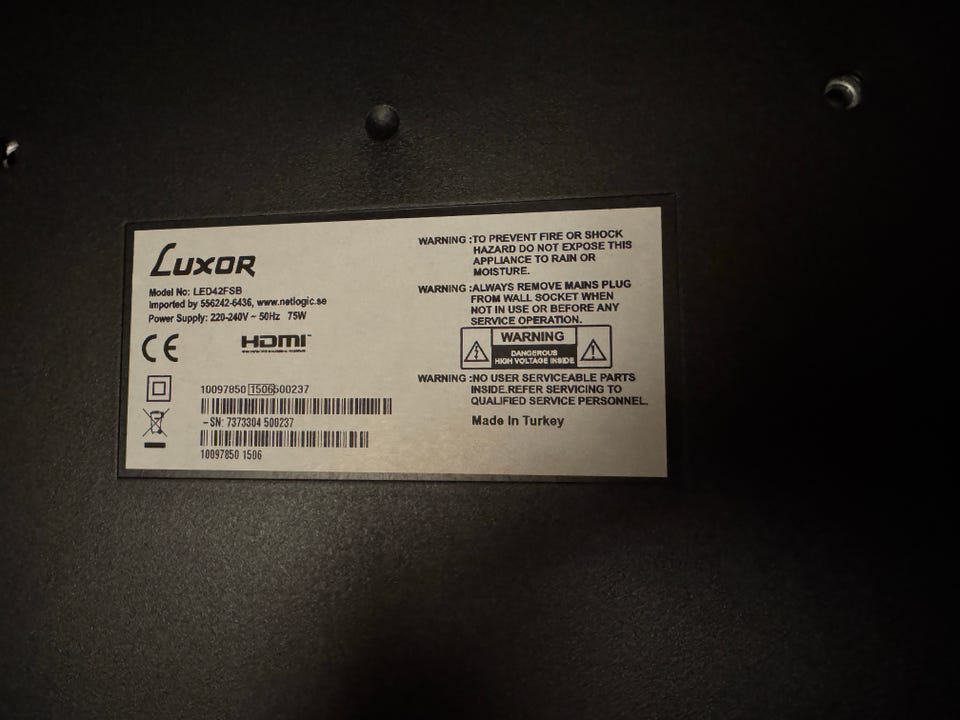 LUXOR
Model No: LED42FSB
Imported by 556242-6436, www.netlogic.se
Power Supply: 220-240V ~ 50Hz 75W
CE
HDMI™
10097850 1506500237
-SN: 7373304 500237
10097850 1506
WARNING :TO PREVENT FIRE OR SHOCK
HAZARD DO NOT EXPOSE THIS
APPLIANCE TO RAIN OR
MOISTURE.
WARNING :ALWAYS REMOVE MAINS PLUG
FROM WALL SOCKET WHEN
NOT IN USE OR BEFORE ANY
SERVICE OPERATION.
WARNING
DANGEROUS
HIGH VOLTAGE INSIDE
WARNING :NO USER SERVICEABLE PARTS
INSIDE.REFER SERVICING TO
QUALIFIED SERVICE PERSONNEL.
Made in Turkey